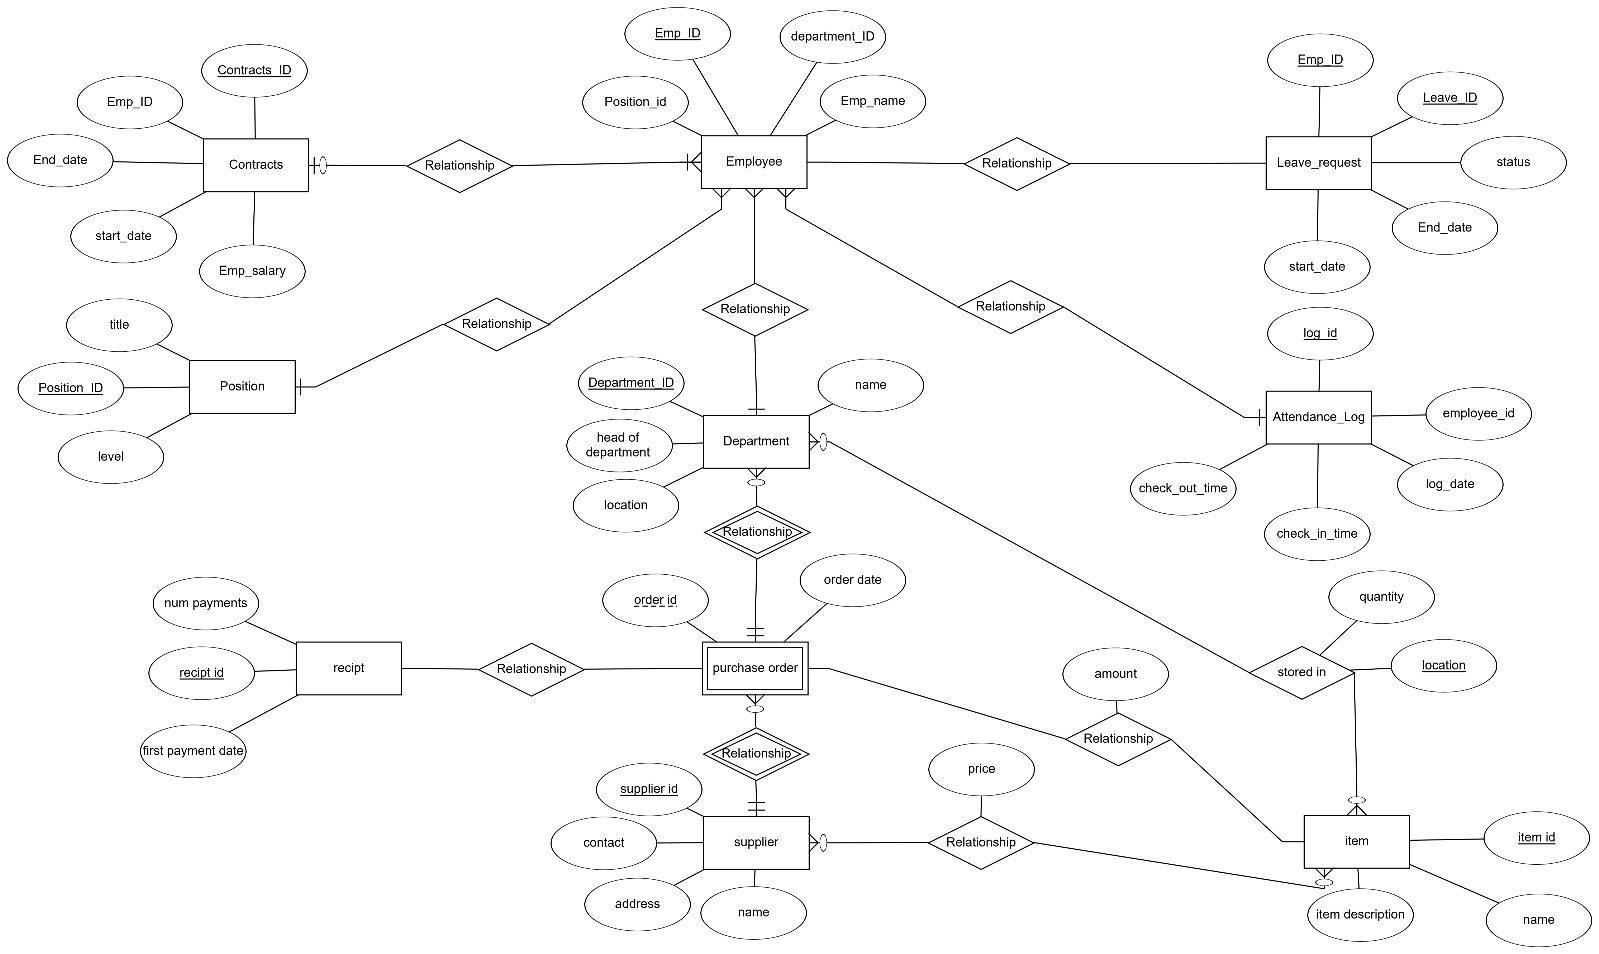 Emp_ID
department_ID
Emp_ID
Contracts_ID
Leave_ID
Emp_ID
Position_id
Emp_name
End_date
Contracts
Relationship
Employee
Relationship
Leave_request
status
start_date
Emp_salary
End_date
start_date
title
Relationship
Relationship
Relationship
log_id
Position_ID
Position
Department_ID
name
level
head of
department
Department
Attendance_Log
employee_id
location
check_out_time
log_date
Relationship
check_in_time
num payments
order id
order date
quantity
recipt id
recipt
Relationship
purchase order
amount
stored in
location
first payment date
Relationship
Relationship
supplier id
price
contact
supplier
Relationship
item
item id
address
name
item description
name